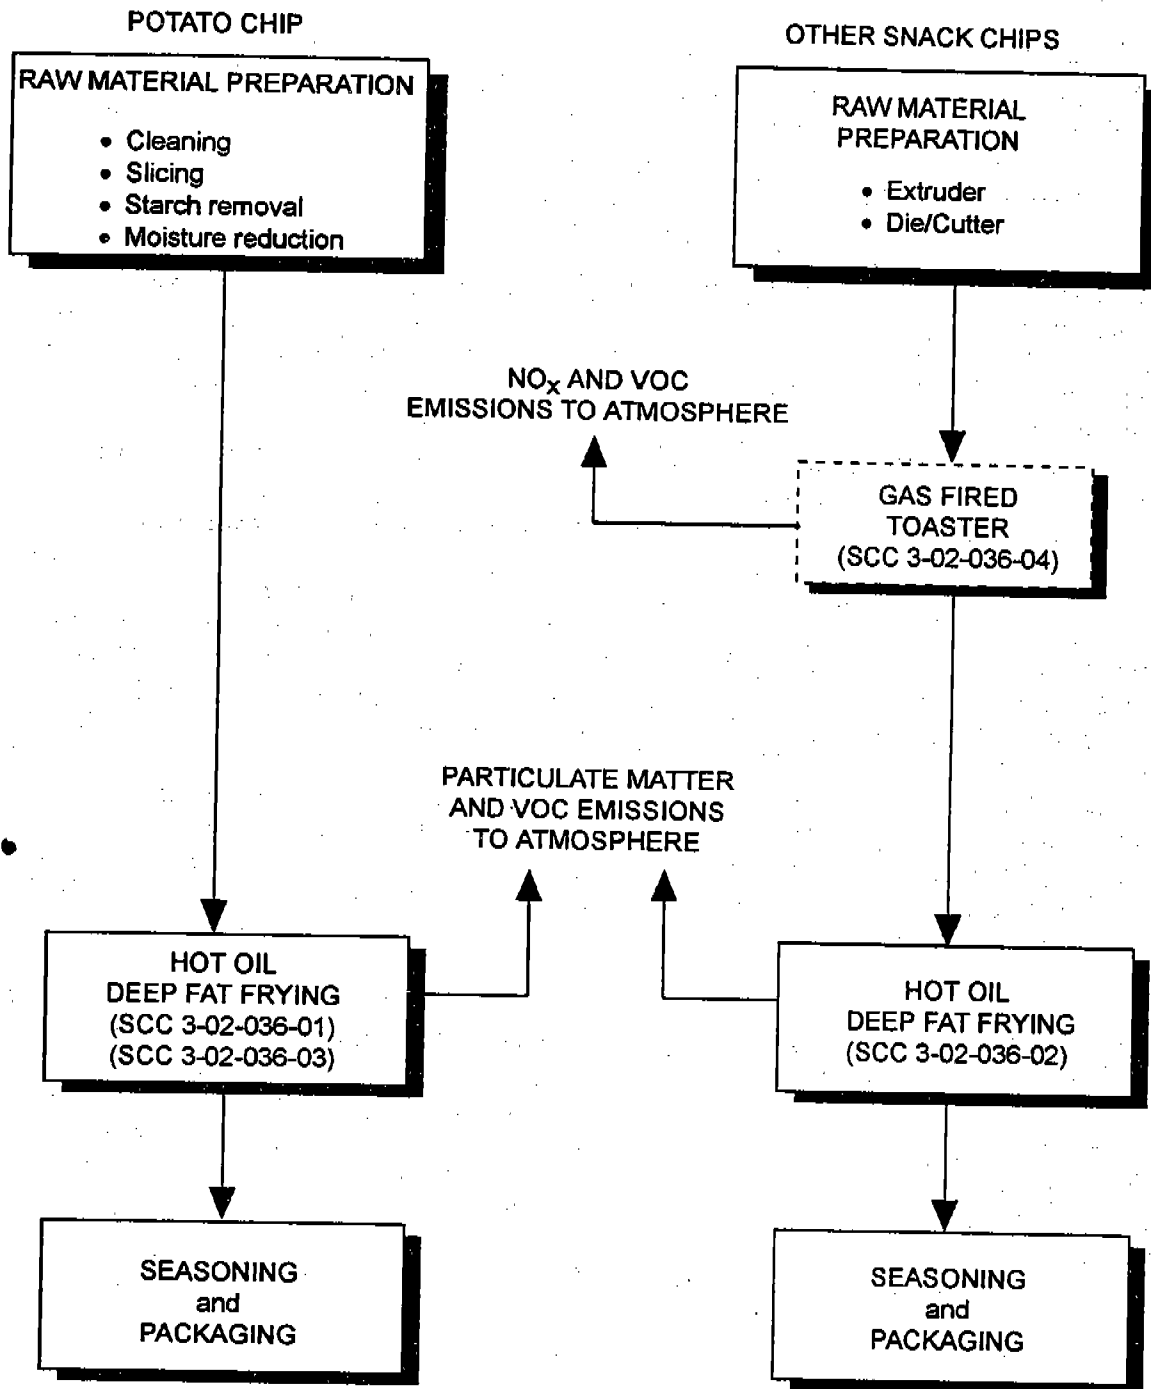 POTATO CHIP
RAW MATERIAL PREPARATION
• Cleaning
• Slicing
• Starch removal
• Moisture reduction
OTHER SNACK CHIPS
RAW MATERIAL
PREPARATION
• Extruder
• Die/Cutter
NOX AND VOC
EMISSIONS TO ATMOSPHERE
GAS FIRED
TOASTER
(SCC 3-02-036-04)
PARTICULATE MATTER
AND VOC EMISSIONS
TO ATMOSPHERE
HOT OIL
DEEP FAT FRYING
(SCC 3-02-036-01)
(SCC 3-02-036-03)
HOT OIL
DEEP FAT FRYING
(SCC 3-02-036-02)
SEASONING
and
PACKAGING
SEASONING
and
PACKAGING